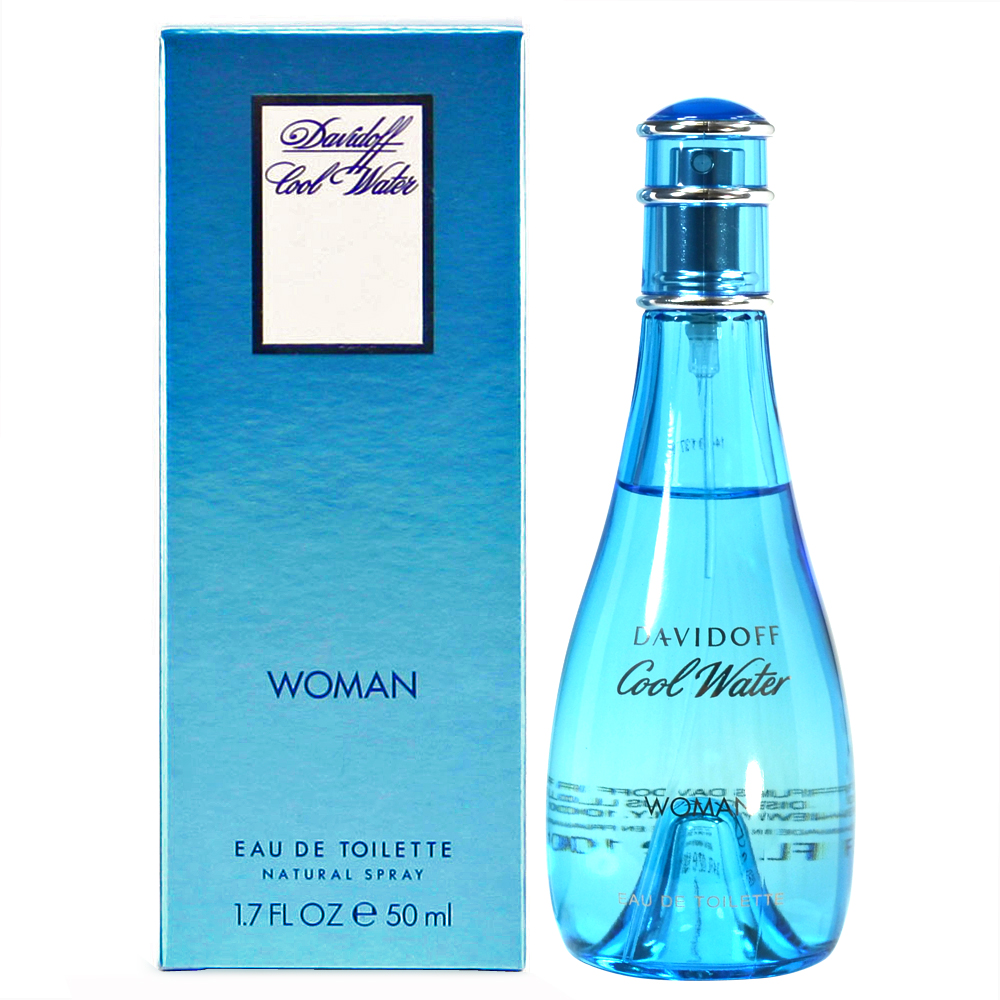 Davidoff
Cool Water
WOMAN
EAU DE TOILETTE
NATURAL SPRAY
1.7 FL OZ e 50 ml
DAVIDOFF
Cool Water
WOMAN
EAU DE TOILETTE